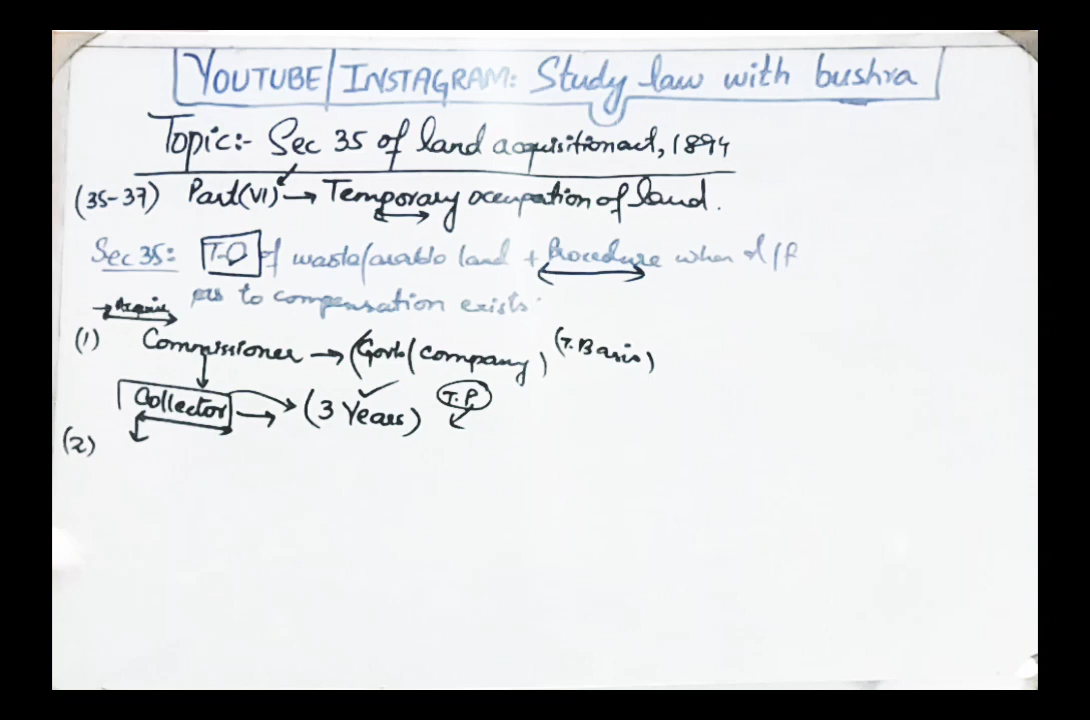 YOUTUBE/INSTAGRAM: Study law with bushra
Topic:- Sec 35 of land acquisition act, 1894
(35-37) Part (VI) → Temporary occupation of land.
Sec 35: T-O of waste/arable land + Procedure when d/f
as to compensation exists.
→ Acquire
(1) Commissioner → (Govt/company) (T. Basis)
Collector → (3 Years) T.P.
(2)